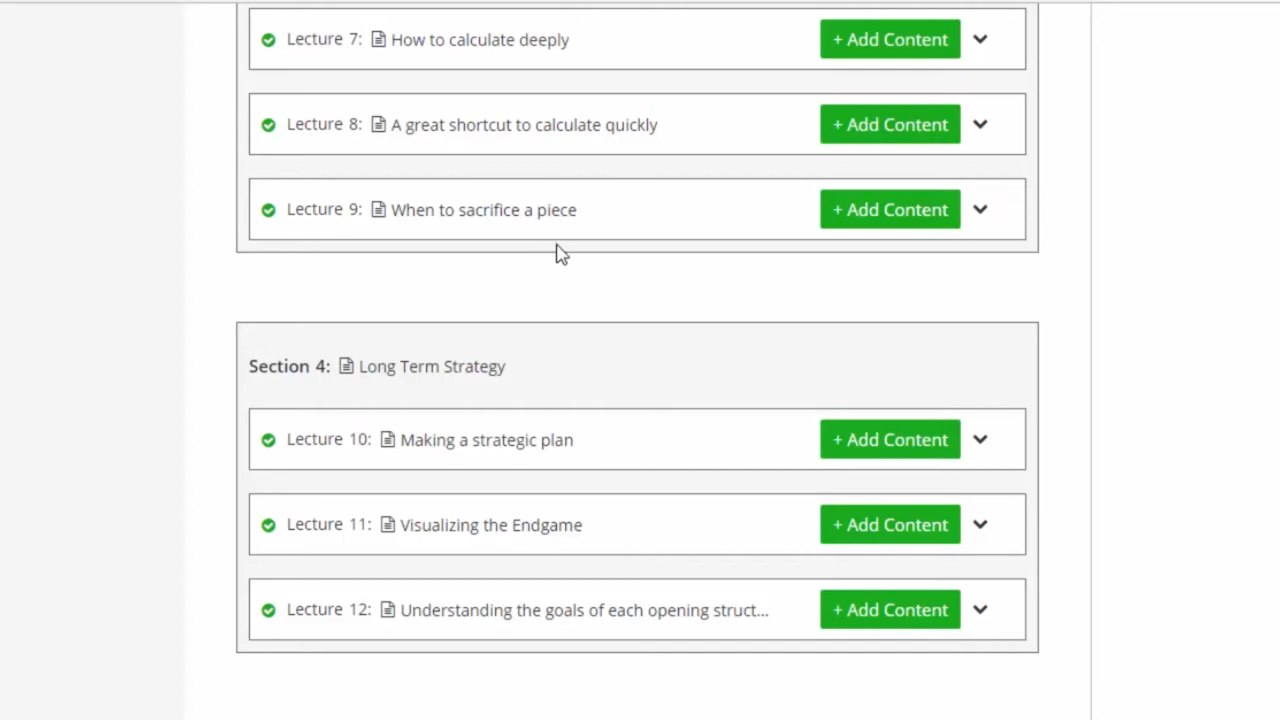 Lecture 7: How to calculate deeply + Add Content
Lecture 8: A great shortcut to calculate quickly + Add Content
Lecture 9: When to sacrifice a piece + Add Content
Section 4: Long Term Strategy
Lecture 10: Making a strategic plan + Add Content
Lecture 11: Visualizing the Endgame + Add Content
Lecture 12: Understanding the goals of each opening struct... + Add Content